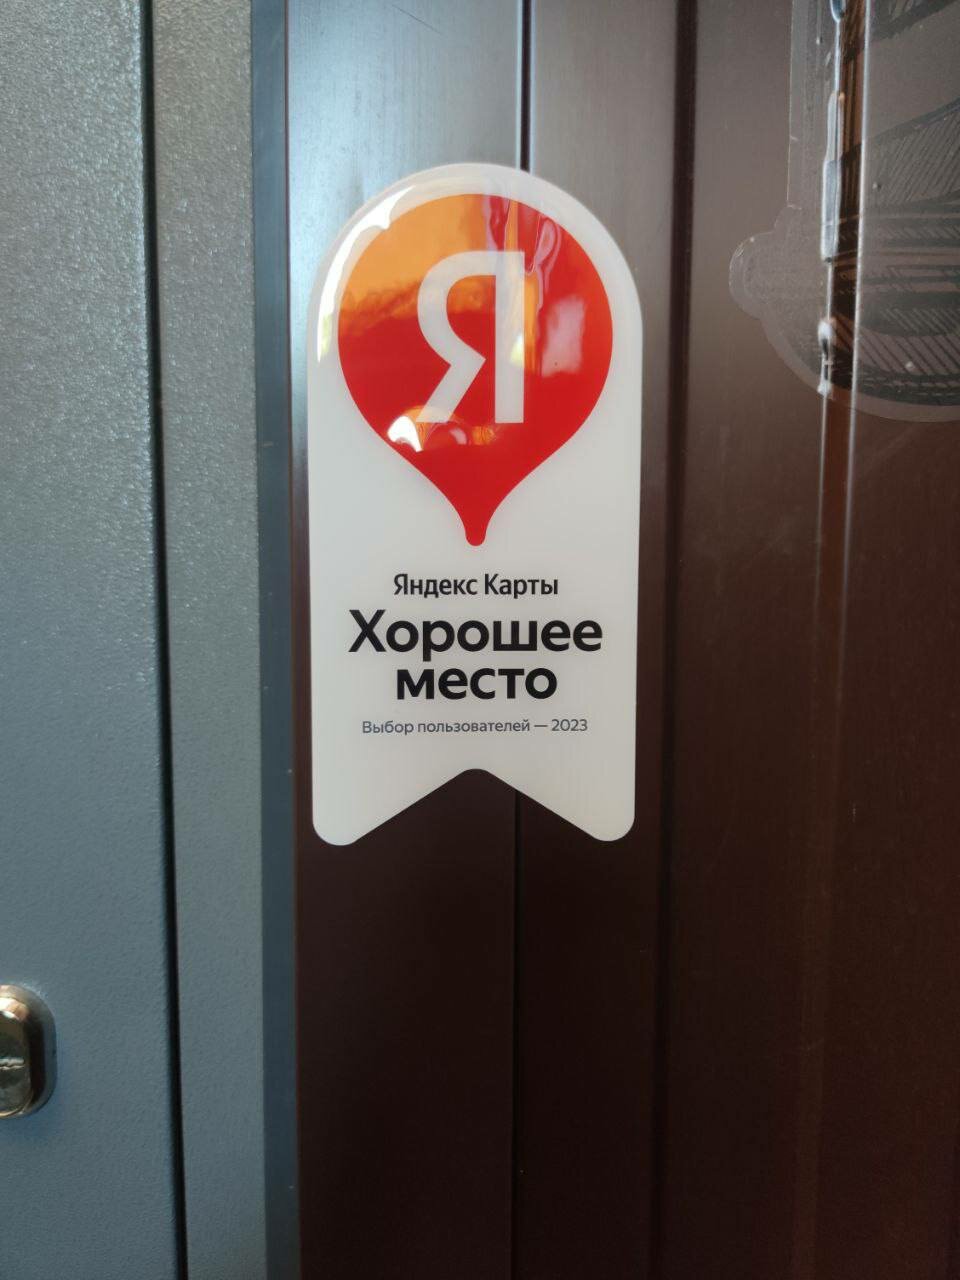 Я
Яндекс Карты
Хорошее
место
Выбор пользователей — 2023